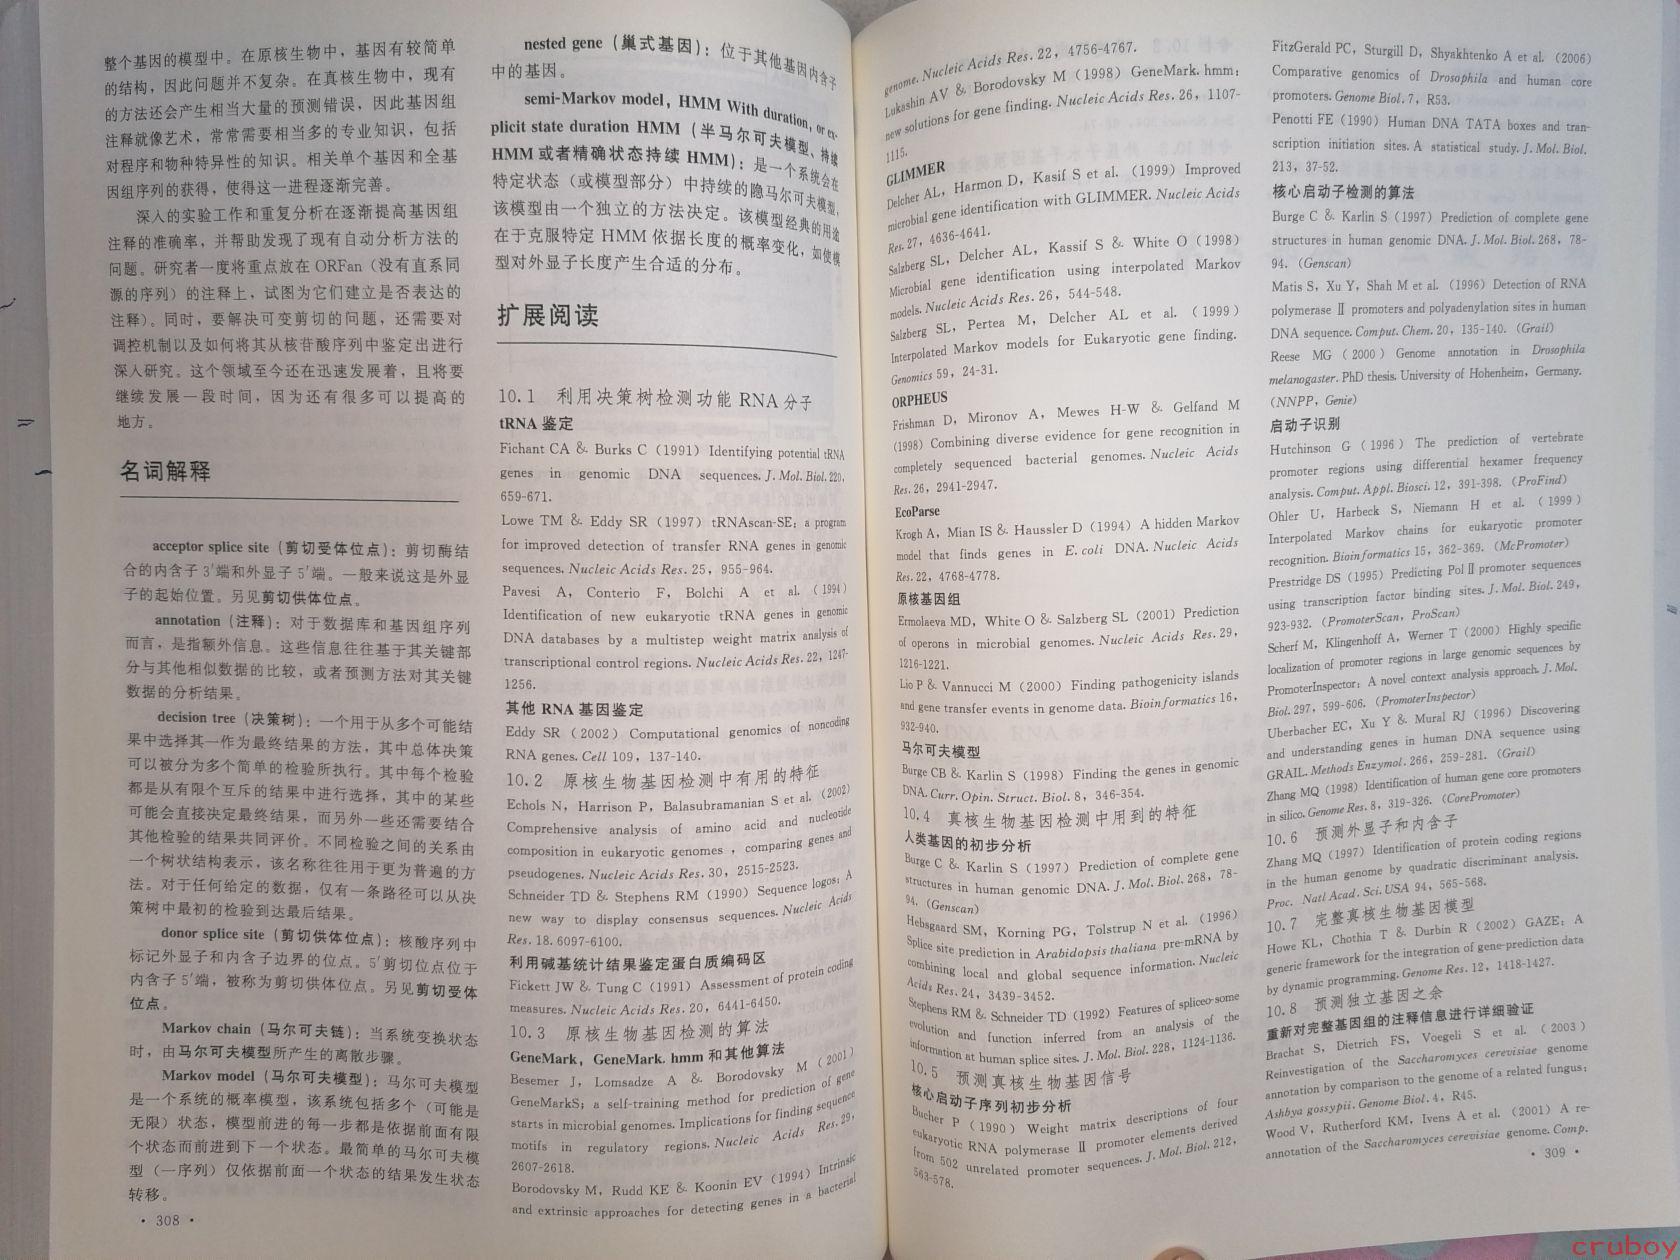 整个基因的模型中。在原核生物中，基因有较简单
的结构，因此问题并不复杂。在真核生物中，现有
的方法还会产生相当大量的预测错误，因此基因组
注释就像艺术，常常需要相当多的专业知识，包括
对程序和物种特异性的知识。相关单个基因和全基
因组序列的获得，使得这一进程逐渐完善。
深入的实验工作和重复分析在逐渐提高基因组
注释的准确率，并帮助发现了现有自动分析方法的
问题。研究者一度将重点放在 ORFan（没有直系同
源的序列）的注释上，试图为它们建立是否表达的
注释）。同时，要解决可变剪切的问题，还需要对
调控机制以及如何将其从核苷酸序列中鉴定出进行
深入研究。这个领域至今还在迅速发展着，且将要
继续发展一段时间，因为还有很多可以提高的
地方。
名词解释
acceptor splice site（剪切受体位点）：剪切酶结
合的内含子 3′端和外显子 5′端。一般来说这是外显
子的起始位置。另见剪切供体位点。
annotation（注释）：对于数据库和基因组序列
而言，是指额外信息。这些信息往往基于其关键部
分与其他相似数据的比较，或者预测方法对其关键
数据的分析结果。
decision tree（决策树）：一个用于从多个可能结
果中选择其一作为最终结果的方法，其中总体决策
可以被分为多个简单的检验所执行。其中每个检验
都是从有限个互斥的结果中进行选择，其中的某些
可能会直接决定最终结果，而另外一些还需要结合
其他检验的结果共同评价。不同检验之间的关系由
一个树状结构表示，该名称往往用于更为普遍的方
法。对于任何给定的数据，仅有一条路径可以从决
策树中最初的检验到达最后结果。
donor splice site（剪切供体位点）：核酸序列中
标记外显子和内含子边界的位点。5′剪切位点位于
内含子 5′端，被称为剪切供体位点。另见剪切受体
位点。
Markov chain（马尔可夫链）：当系统变换状态
时，由马尔可夫模型所产生的离散步骤。
Markov model（马尔可夫模型）：马尔可夫模型
是一个系统的概率模型，该系统包括多个（可能是
无限）状态，模型前进的每一步都是依据前面有限
个状态而前进到下一个状态。最简单的马尔可夫模
型（一序列）仅依据前面一个状态的结果发生状态
转移。
· 308 ·
nested gene（巢式基因）：位于其他基因内含子
中的基因。
semi-Markov model, HMM With duration, or ex-
plicit state duration HMM（半马尔可夫模型、持续
HMM 或者精确状态持续 HMM）：是一个系统会在
特定状态（或模型部分）中持续的隐马尔可夫模型，
该模型由一个独立的方法决定。该模型经典的用途
在于克服特定 HMM 依据长度的概率变化，如使模
型对外显子长度产生合适的分布。
扩展阅读
10.1 利用决策树检测功能 RNA 分子
tRNA 鉴定
Fichant CA & Burks C (1991) Identifying potential tRNA
genes in genomic DNA sequences. J. Mol. Biol. 220,
659-671.
Lowe TM & Eddy SR (1997) tRNAscan-SE: a program
for improved detection of transfer RNA genes in genomic
sequences. Nucleic Acids Res. 25, 955-964.
Pavesi A, Conterio F, Bolchi A et al. (1994)
Identification of new eukaryotic tRNA genes in genomic
DNA databases by a multistep weight matrix analysis of
transcriptional control regions. Nucleic Acids Res. 22, 1247-
1256.
其他 RNA 基因鉴定
Eddy SR (2002) Computational genomics of noncoding
RNA genes. Cell 109, 137-140.
10.2 原核生物基因检测中有用的特征
Echols N, Harrison P, Balasubramanian S et al. (2002)
Comprehensive analysis of amino acid and nucleotide
composition in eukaryotic genomes, comparing genes and
pseudogenes. Nucleic Acids Res. 30, 2515-2523.
Schneider TD & Stephens RM (1990) Sequence logos: A
new way to display consensus sequences. Nucleic Acids
Res. 18. 6097-6100.
利用碱基统计结果鉴定蛋白质编码区
Fickett JW & Tung C (1991) Assessment of protein coding
measures. Nucleic Acids Res. 20, 6441-6450.
10.3 原核生物基因检测的算法
GeneMark, GeneMark. hmm 和其他算法
Besemer J, Lomsadze A & Borodovsky M (2001)
GeneMarkS: a self-training method for prediction of gene
starts in microbial genomes. Implications for finding sequence
motifs in regulatory regions. Nucleic Acids Res. 29,
2607-2618.
Borodovsky M, Rudd KE & Koonin EV (1994) Intrinsic
and extrinsic approaches for detecting genes in a bacterial
genome. Nucleic Acids Res. 22, 4756-4767.
Lukashin AV & Borodovsky M (1998) GeneMark. hmm:
new solutions for gene finding. Nucleic Acids Res. 26, 1107-
1115.
GLIMMER
Delcher AL, Harmon D, Kasif S et al. (1999) Improved
microbial gene identification with GLIMMER. Nucleic Acids
Res. 27, 4636-4641.
Salzberg SL, Delcher AL, Kassif S & White O (1998)
Microbial gene identification using interpolated Markov
models. Nucleic Acids Res. 26, 544-548.
Salzberg SL, Pertea M, Delcher AL et al. (1999)
Interpolated Markov models for Eukaryotic gene finding.
Genomics 59, 24-31.
ORPHEUS
Frishman D, Mironov A, Mewes H-W & Gelfand M
(1998) Combining diverse evidence for gene recognition in
completely sequenced bacterial genomes. Nucleic Acids
Res. 26, 2941-2947.
EcoParse
Krogh A, Mian IS & Haussler D (1994) A hidden Markov
model that finds genes in E. coli DNA. Nucleic Acids
Res. 22, 4768-4778.
原核基因组
Ermolaeva MD, White O & Salzberg SL (2001) Prediction
of operons in microbial genomes. Nucleic Acids Res. 29,
1216-1221.
Lio P & Vannucci M (2000) Finding pathogenicity islands
and gene transfer events in genome data. Bioinformatics 16,
932-940.
马尔可夫模型
Burge CB & Karlin S (1998) Finding the genes in genomic
DNA. Curr. Opin. Struct. Biol. 8, 346-354.
10.4 真核生物基因检测中用到的特征
人类基因的初步分析
Burge C & Karlin S (1997) Prediction of complete gene
structures in human genomic DNA. J. Mol. Biol. 268, 78-
94. (Genscan)
Hebsgaard SM, Korning PG, Tolstrup N et al. (1996)
Splice site prediction in Arabidopsis thaliana pre-mRNA by
combining local and global sequence information. Nucleic
Acids Res. 24, 3439-3452.
Stephens RM & Schneider TD (1992) Features of spliceo-some
evolution and function inferred from an analysis of the
information at human splice sites. J. Mol. Biol. 228, 1124-1136.
10.5 预测真核生物基因信号
核心启动子序列初步分析
Bucher P (1990) Weight matrix descriptions of four
eukaryotic RNA polymerase Ⅱ promoter elements derived
from 502 unrelated promoter sequences. J. Mol. Biol. 212,
563-578.
FitzGerald PC, Sturgill D, Shyakhtenko A et al. (2006)
Comparative genomics of Drosophila and human core
promoters. Genome Biol. 7, R53.
Penotti FE (1990) Human DNA TATA boxes and tran-
scription initiation sites. A statistical study. J. Mol. Biol.
213, 37-52.
核心启动子检测的算法
Burge C & Karlin S (1997) Prediction of complete gene
structures in human genomic DNA. J. Mol. Biol. 268, 78-
94. (Genscan)
Matis S, Xu Y, Shah M et al. (1996) Detection of RNA
polymerase Ⅱ promoters and polyadenylation sites in human
DNA sequence. Comput. Chem. 20, 135-140. (Grail)
Reese MG (2000) Genome annotation in Drosophila
melanogaster. PhD thesis. University of Hohenheim, Germany.
(NNPP, Genie)
启动子识别
Hutchinson G (1996) The prediction of vertebrate
promoter regions using differential hexamer frequency
analysis. Comput. Appl. Biosci. 12, 391-398. (ProFind)
Ohler U, Harbeck S, Niemann H et al. (1999)
Interpolated Markov chains for eukaryotic promoter
recognition. Bioinformatics 15, 362-369. (McPromoter)
Prestridge DS (1995) Predicting Pol Ⅱ promoter sequences
using transcription factor binding sites. J. Mol. Biol. 249,
923-932. (PromoterScan, ProScan)
Scherf M, Klingenhoff A, Werner T (2000) Highly specific
localization of promoter regions in large genomic sequences by
PromoterInspector: A novel context analysis approach. J. Mol.
Biol. 297, 599-606. (PromoterInspector)
Uberbacher EC, Xu Y & Mural RJ (1996) Discovering
and understanding genes in human DNA sequence using
GRAIL. Methods Enzymol. 266, 259-281. (Grail)
Zhang MQ (1998) Identification of human gene core promoters
in silico. Genome Res. 8, 319-326. (CorePromoter)
10.6 预测外显子和内含子
Zhang MQ (1997) Identification of protein coding regions
in the human genome by quadratic discriminant analysis.
Proc. Natl Acad. Sci. USA 94, 565-568.
10.7 完整真核生物基因模型
Howe KL, Chothia T & Durbin R (2002) GAZE: A
generic framework for the integration of gene-prediction data
by dynamic programming. Genome Res. 12, 1418-1427.
10.8 预测独立基因之余
重新对完整基因组的注释信息进行详细验证
Brachat S, Dietrich FS, Voegeli S et al. (2003)
Reinvestigation of the Saccharomyces cerevisiae genome
annotation by comparison to the genome of a related fungus:
Ashbya gossypii. Genome Biol. 4, R45.
Wood V, Rutherford KM, Ivens A et al. (2001) A re-
annotation of the Saccharomyces cerevisiae genome. Comp.
· 309 ·
cruboy